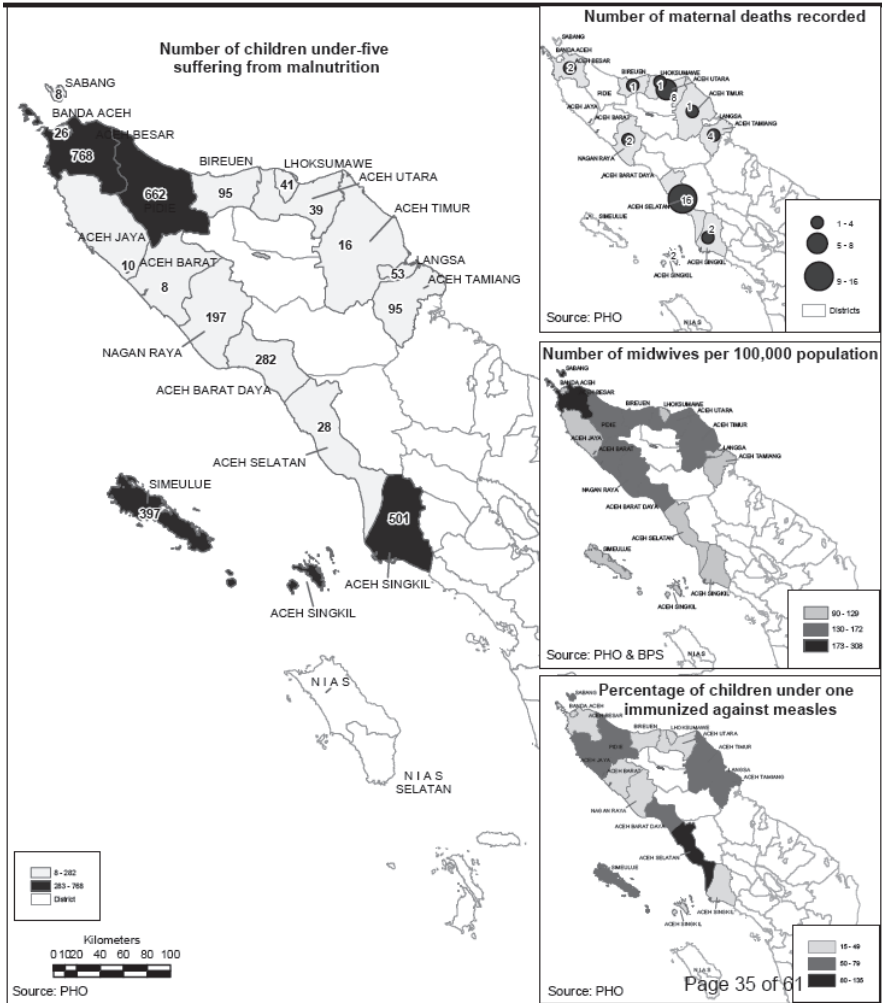 Number of children under-five
suffering from malnutrition
SABANG
8
BANDA ACEH
26
ACEH BESAR
768
BIREUEN
LHOKSUMAWE
662
95
41
ACEH UTARA
PIDIE
39
ACEH TIMUR
ACEH JAYA
16
10
ACEH BARAT
LANGSA
53
ACEH TAMIANG
8
95
197
NAGAN RAYA
282
ACEH BARAT DAYA
28
ACEH SELATAN
SIMEULUE
397
501
ACEH SINGKIL
ACEH SINGKIL
NIAS
NIAS
SELATAN
8 - 282
283 - 768
District
Kilometers
0 10 20 40 60 80 100
Source: PHO
Number of maternal deaths recorded
SABANG
BANDA ACEH
ACEH BESAR
2
BIREUEN
LHOKSUMAWE
ACEH UTARA
1
1
8
PIDIE
ACEH TIMUR
ACEH JAYA
1
ACEH BARAT
LANGSA
ACEH TAMIANG
2
4
NAGAN RAYA
ACEH BARAT DAYA
16
ACEH SELATAN
SIMEULUE
2
2
ACEH SINGKIL
ACEH SINGKIL
NIAS
1 - 4
5 - 8
9 - 16
Districts
Source: PHO
Number of midwives per 100,000 population
SABANG
BANDA ACEH
BESAR
BIREUEN
LHOKSUMAWE
ACEH UTARA
PIDIE
ACEH TIMUR
ACEH JAYA
ACEH BARAT
LANGSA
ACEH TAMIANG
NAGAN RAYA
ACEH BARAT DAYA
ACEH SELATAN
SIMEULUE
ACEH SINGKIL
ACEH SINGKIL
NIAS
90 - 129
130 - 172
173 - 308
Source: PHO & BPS
Percentage of children under one
immunized against measles
SABANG
BANDA ACEH
ACEH BESAR
BIREUEN
LHOKSUMAWE
ACEH UTARA
PIDIE
ACEH TIMUR
ACEH JAYA
ACEH BARAT
LANGSA
ACEH TAMIANG
NAGAN RAYA
ACEH BARAT DAYA
ACEH SELATAN
SIMEULUE
ACEH SINGKIL
ACEH SINGKIL
NIAS
15 - 49
50 - 79
80 - 135
Source: PHO
Page 35 of 61